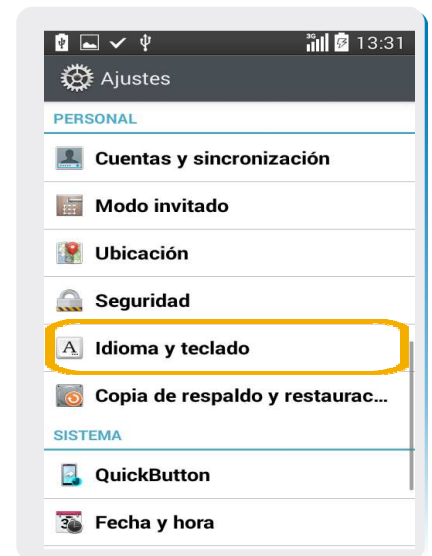 3G 13:31
Ajustes
PERSONAL
Cuentas y sincronización
Modo invitado
Ubicación
Seguridad
A Idioma y teclado
Copia de respaldo y restaurac...
SISTEMA
QuickButton
Fecha y hora